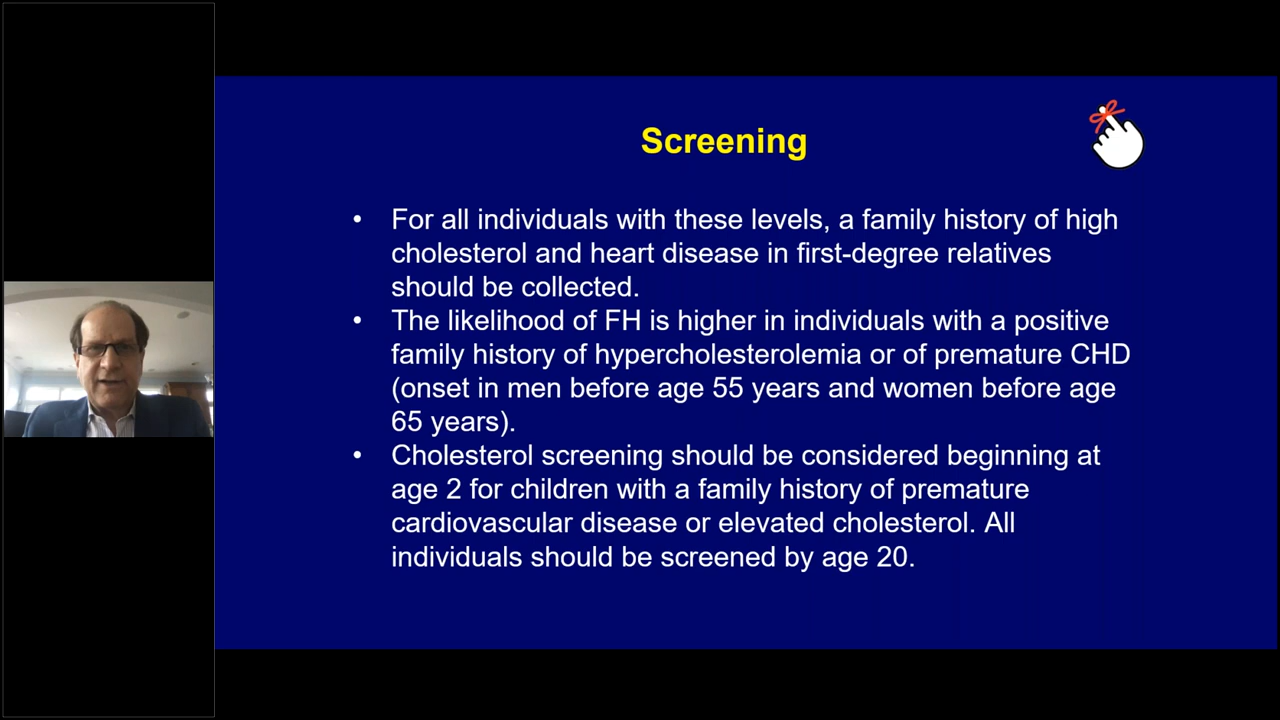 Screening
• For all individuals with these levels, a family history of high
cholesterol and heart disease in first-degree relatives
should be collected.
• The likelihood of FH is higher in individuals with a positive
family history of hypercholesterolemia or of premature CHD
(onset in men before age 55 years and women before age
65 years).
• Cholesterol screening should be considered beginning at
age 2 for children with a family history of premature
cardiovascular disease or elevated cholesterol. All
individuals should be screened by age 20.